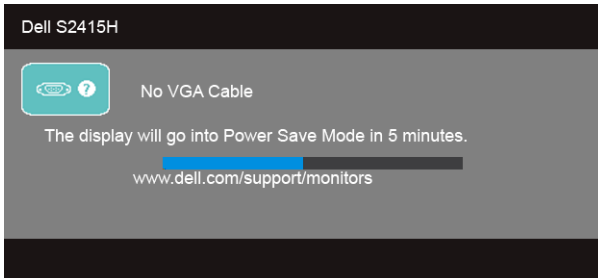 Dell S2415H
?
No VGA Cable
The display will go into Power Save Mode in 5 minutes.
www.dell.com/support/monitors